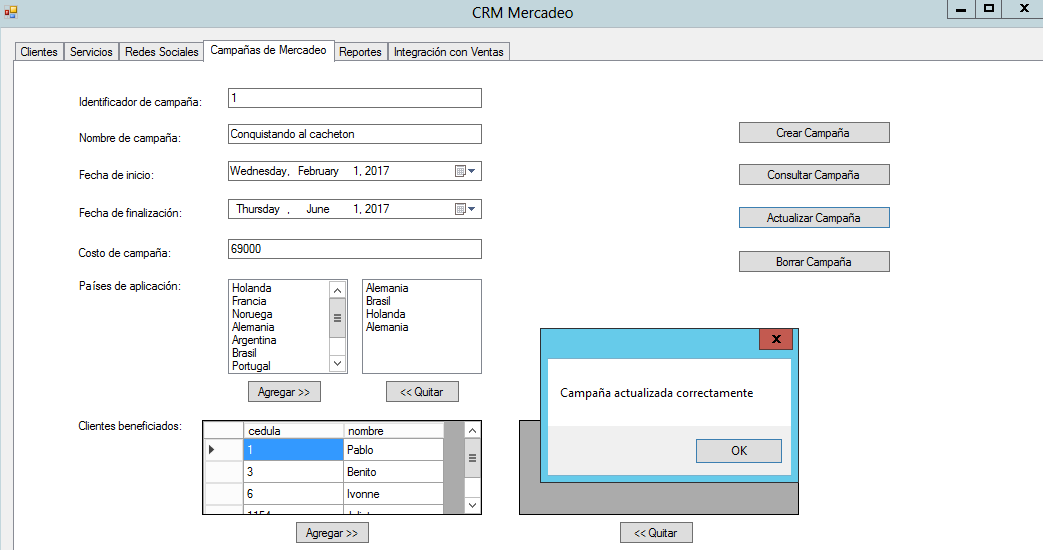 CRM Mercadeo
Clientes Servicios Redes Sociales Campañas de Mercadeo Reportes Integración con Ventas
Identificador de campaña: 1
Nombre de campaña: Conquistando al cacheton
Crear Campaña
Fecha de inicio: Wednesday, February 1, 2017
Consultar Campaña
Fecha de finalización: Thursday , June 1, 2017
Actualizar Campaña
Costo de campaña: 69000
Borrar Campaña
Países de aplicación:
Holanda
Francia
Noruega
Alemania
Argentina
Brasil
Portugal
Alemania
Brasil
Holanda
Alemania
Agregar >> << Quitar
Campaña actualizada correctamente
OK
Clientes beneficiados:
cedula nombre
1 Pablo
3 Benito
6 Ivonne
Agregar >> << Quitar